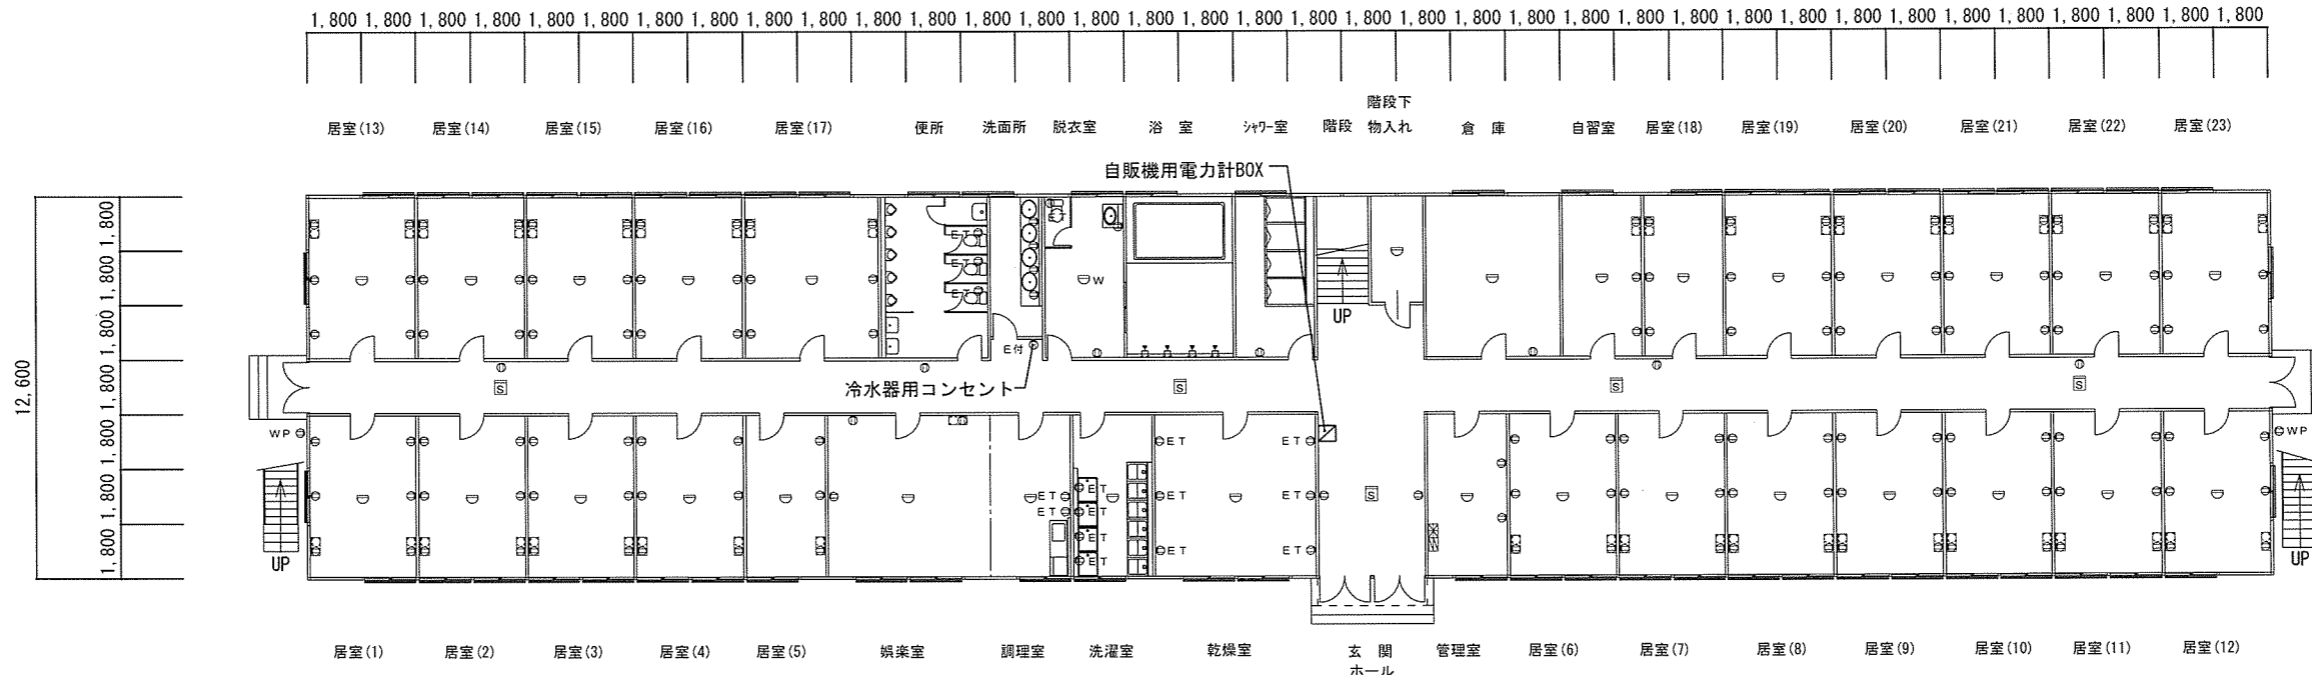 1,800 1,800 1,800 1,800 1,800 1,800 1,800 1,800 1,800 1,800 1,800 1,800 1,800 1,800 1,800 1,800 1,800 1,800 1,800 1,800 1,800 1,800 1,800 1,800 1,800 1,800 1,800 1,800 1,800 1,800 1,800 1,800 1,800 1,800 1,800 1,800
階段下
居室(13) 居室(14) 居室(15) 居室(16) 居室(17) 便所 洗面所 脱衣室 浴 室 シャワー室 階段 物入れ 倉 庫 自習室 居室(18) 居室(19) 居室(20) 居室(21) 居室(22) 居室(23)
自販機用電力計BOX
12,600
1,800
1,800
1,800
1,800
1,800
1,800
1,800
ET
ET
ET
ET
W
UP
E付
冷水器用コンセント
S S S S
WP WP
ET ET
ET ET ET ET
ET ET
ET
ET
ET ET
S
UP UP
居室(1) 居室(2) 居室(3) 居室(4) 居室(5) 娯楽室 調理室 洗濯室 乾燥室 玄 関 管理室 居室(6) 居室(7) 居室(8) 居室(9) 居室(10) 居室(11) 居室(12)
ホール